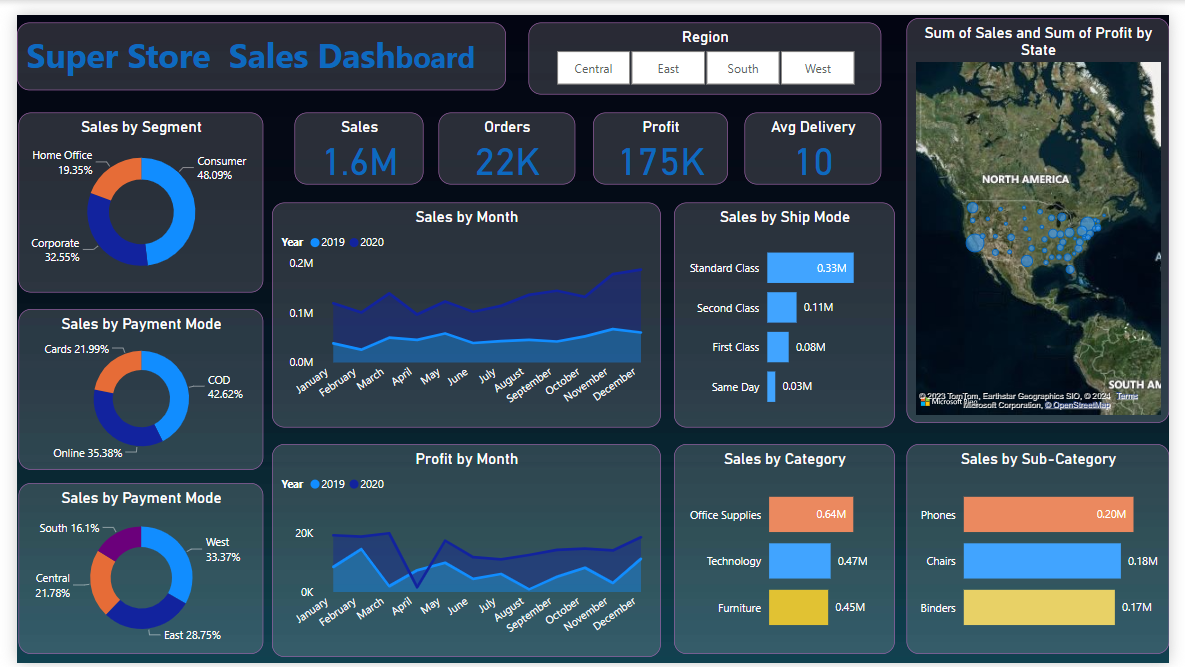 Super Store  Sales Dashboard
Region
Central
East
South
West
Sum of Sales and Sum of Profit by
State
NORTH AMERICA
SOUTH AM
© 2023 TomTom, Earthstar Geographics SIO, © 2024 Terms
Microsoft Corporation, © OpenStreetMap
Microsoft Bing
Sales
1.6M
Orders
22K
Profit
175K
Avg Delivery
10
Sales by Segment
Home Office
19.35%
Consumer
48.09%
Corporate
32.55%
Sales by Month
Year 2019 2020
0.2M
0.1M
0.0M
January
February
March
April
May
June
July
August
September
October
November
December
Sales by Ship Mode
Standard Class 0.33M
Second Class 0.11M
First Class 0.08M
Same Day 0.03M
Sales by Payment Mode
Cards 21.99%
COD
42.62%
Online 35.38%
Sales by Payment Mode
South 16.1%
West
33.37%
Central
21.78%
East 28.75%
Profit by Month
Year 2019 2020
20K
0K
January
February
March
April
May
June
July
August
September
October
November
December
Sales by Category
Office Supplies 0.64M
Technology 0.47M
Furniture 0.45M
Sales by Sub-Category
Phones 0.20M
Chairs 0.18M
Binders 0.17M